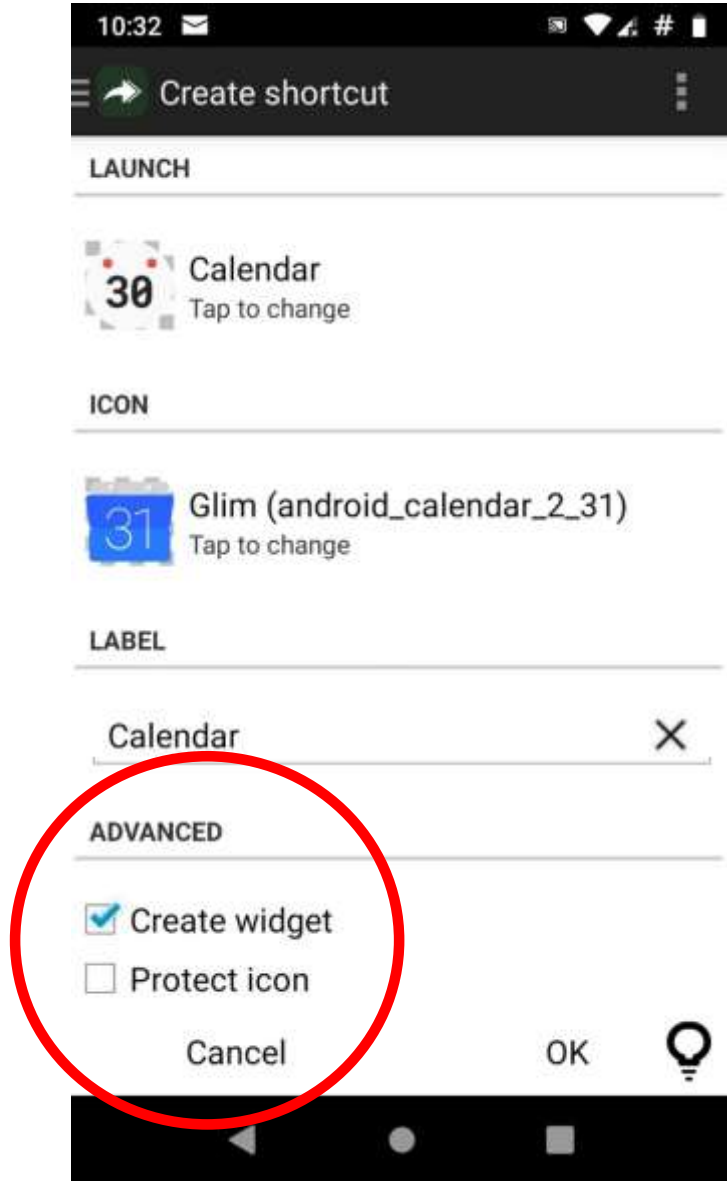 10:32 #
Create shortcut
LAUNCH
30
Calendar
Tap to change
ICON
31
Glim (android_calendar_2_31)
Tap to change
LABEL
Calendar
ADVANCED
Create widget
Protect icon
Cancel OK